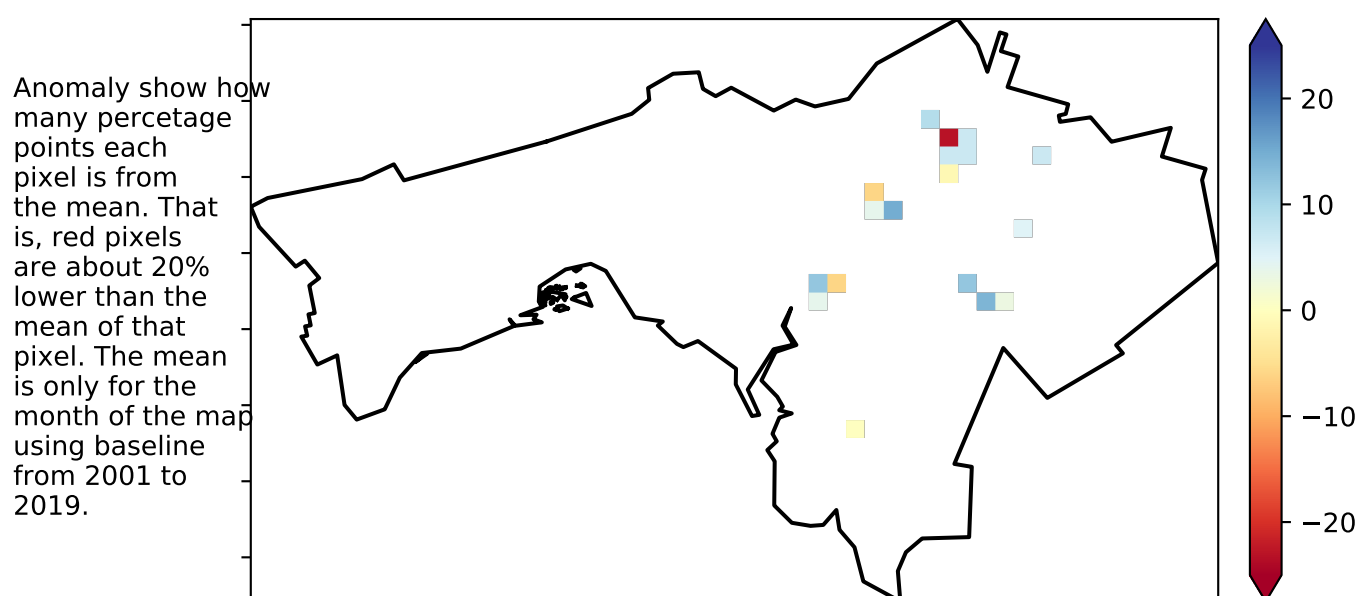 Anomaly show how
many percetage
points each
pixel is from
the mean. That
is, red pixels
are about 20%
lower than the
mean of that
pixel. The mean
is only for the
month of the map
using baseline
from 2001 to
2019.
20
10
0
−10
−20